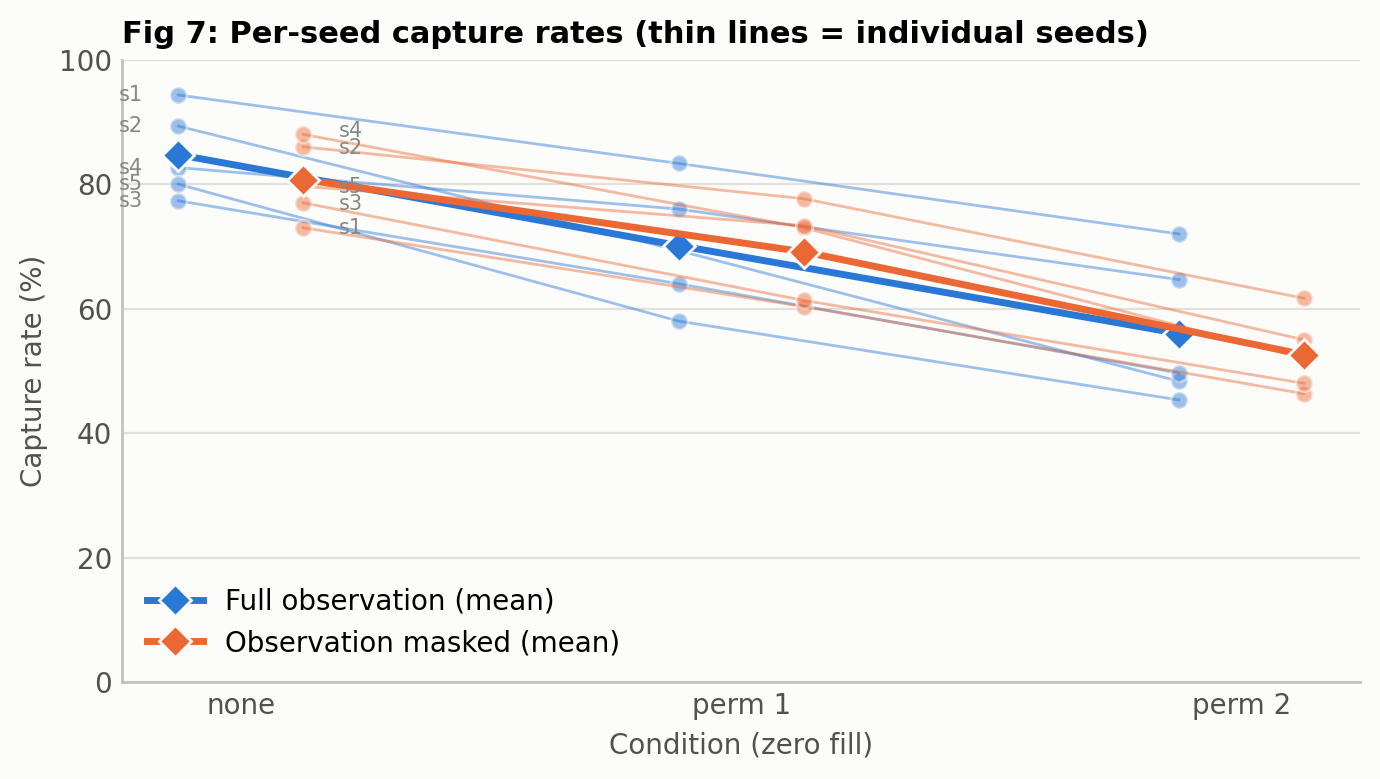 Fig 7: Per-seed capture rates (thin lines = individual seeds)
100
80
60
40
20
0
Capture rate (%)
s1
s2
s4
s5
s3
s4
s2
s5
s3
s1
Full observation (mean)
Observation masked (mean)
none
perm 1
perm 2
Condition (zero fill)